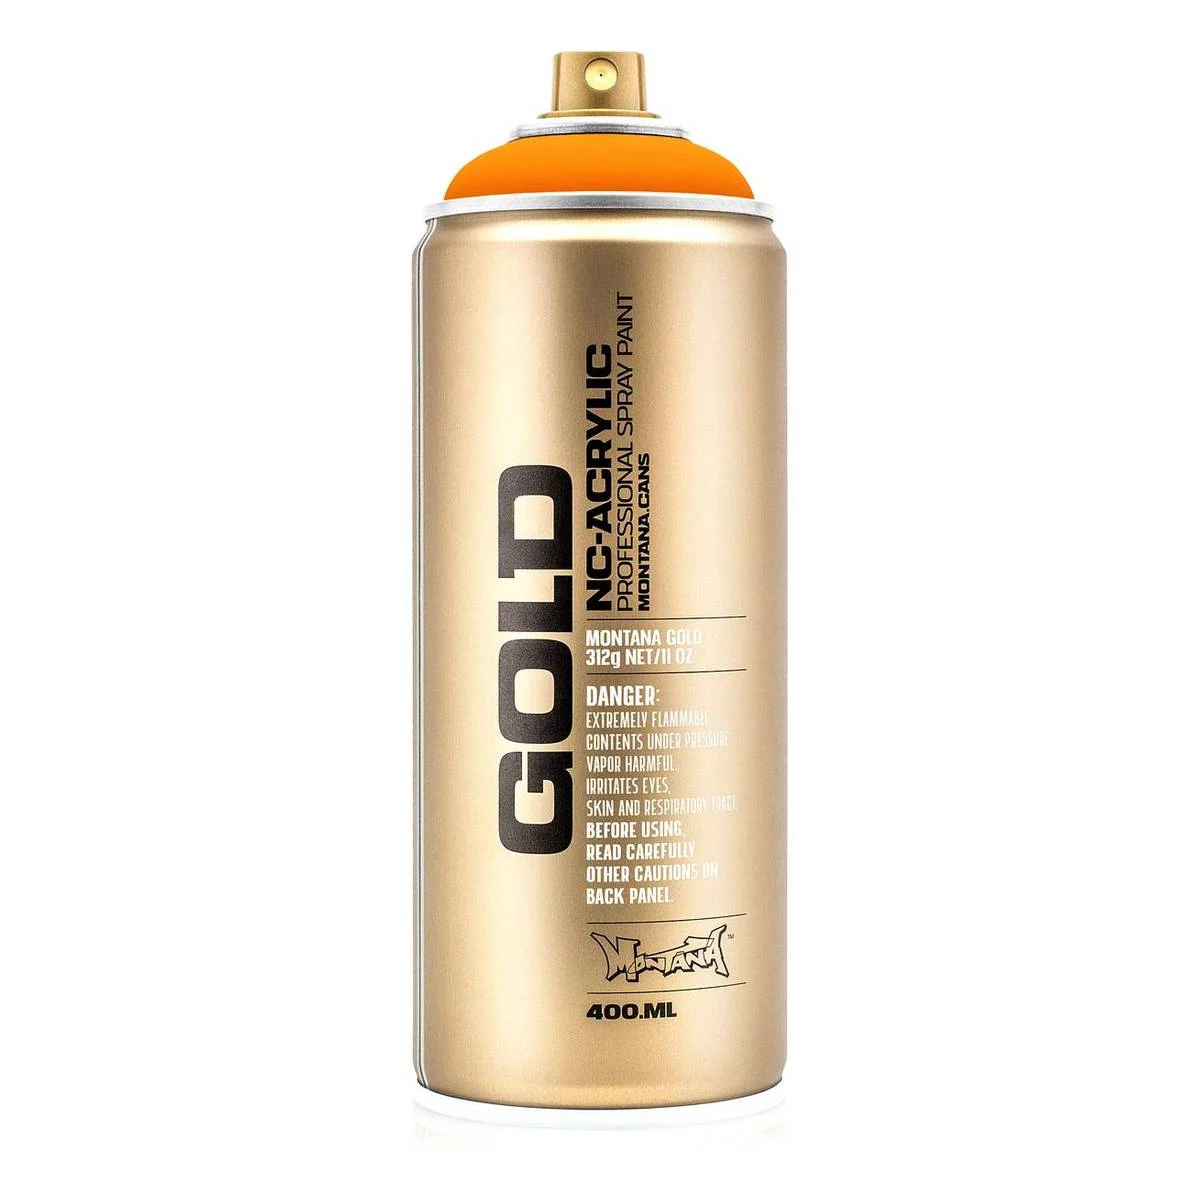 GOLD
NC-ACRYLIC
PROFESSIONAL SPRAY PAINT
MONTANA.CANS
MONTANA GOLD
312g NET/11 OZ.
DANGER:
EXTREMELY FLAMMABLE.
CONTENTS UNDER PRESSURE.
VAPOR HARMFUL.
IRRITATES EYES,
SKIN AND RESPIRATORY TRACT.
BEFORE USING,
READ CAREFULLY
OTHER CAUTIONS ON
BACK PANEL.
MONTANA™
400.ML